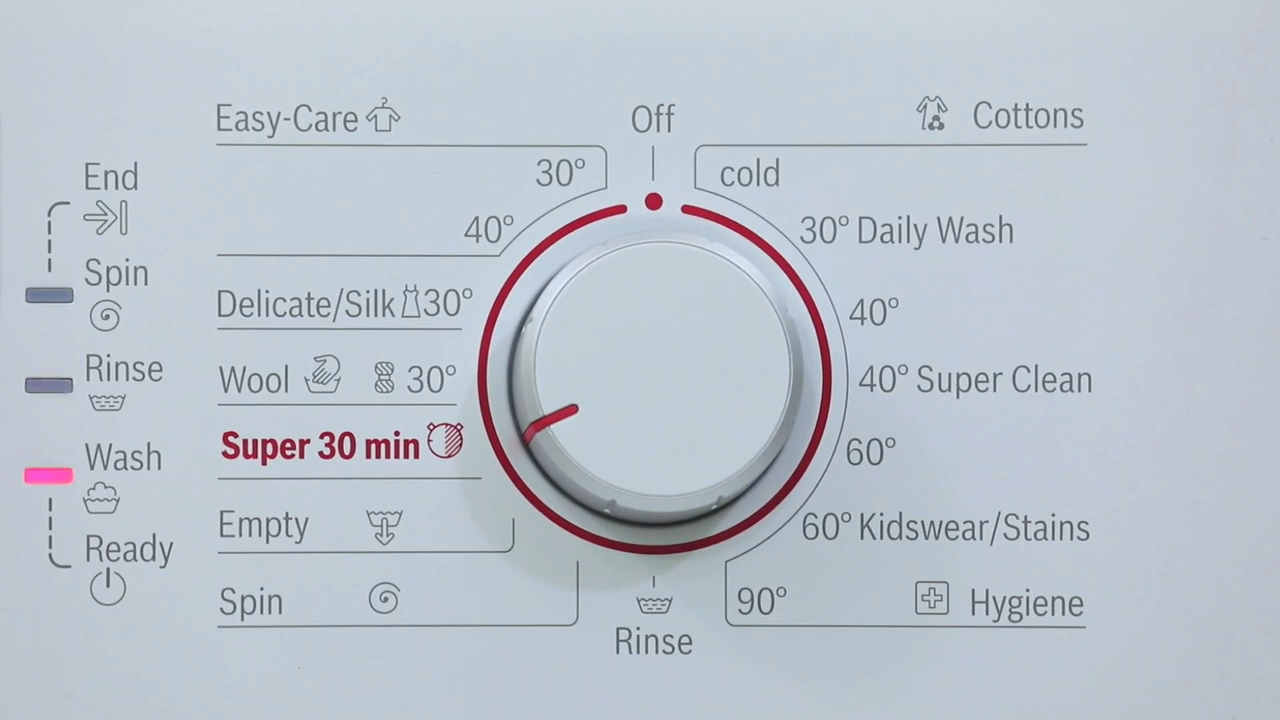 End
Spin
Rinse
Wash
Ready
Easy-Care
30°
40°
Delicate/Silk 30°
Wool 30°
Super 30 min
Empty
Spin
Off
Rinse
Cottons
cold
30° Daily Wash
40°
40° Super Clean
60°
60° Kidswear/Stains
90° Hygiene